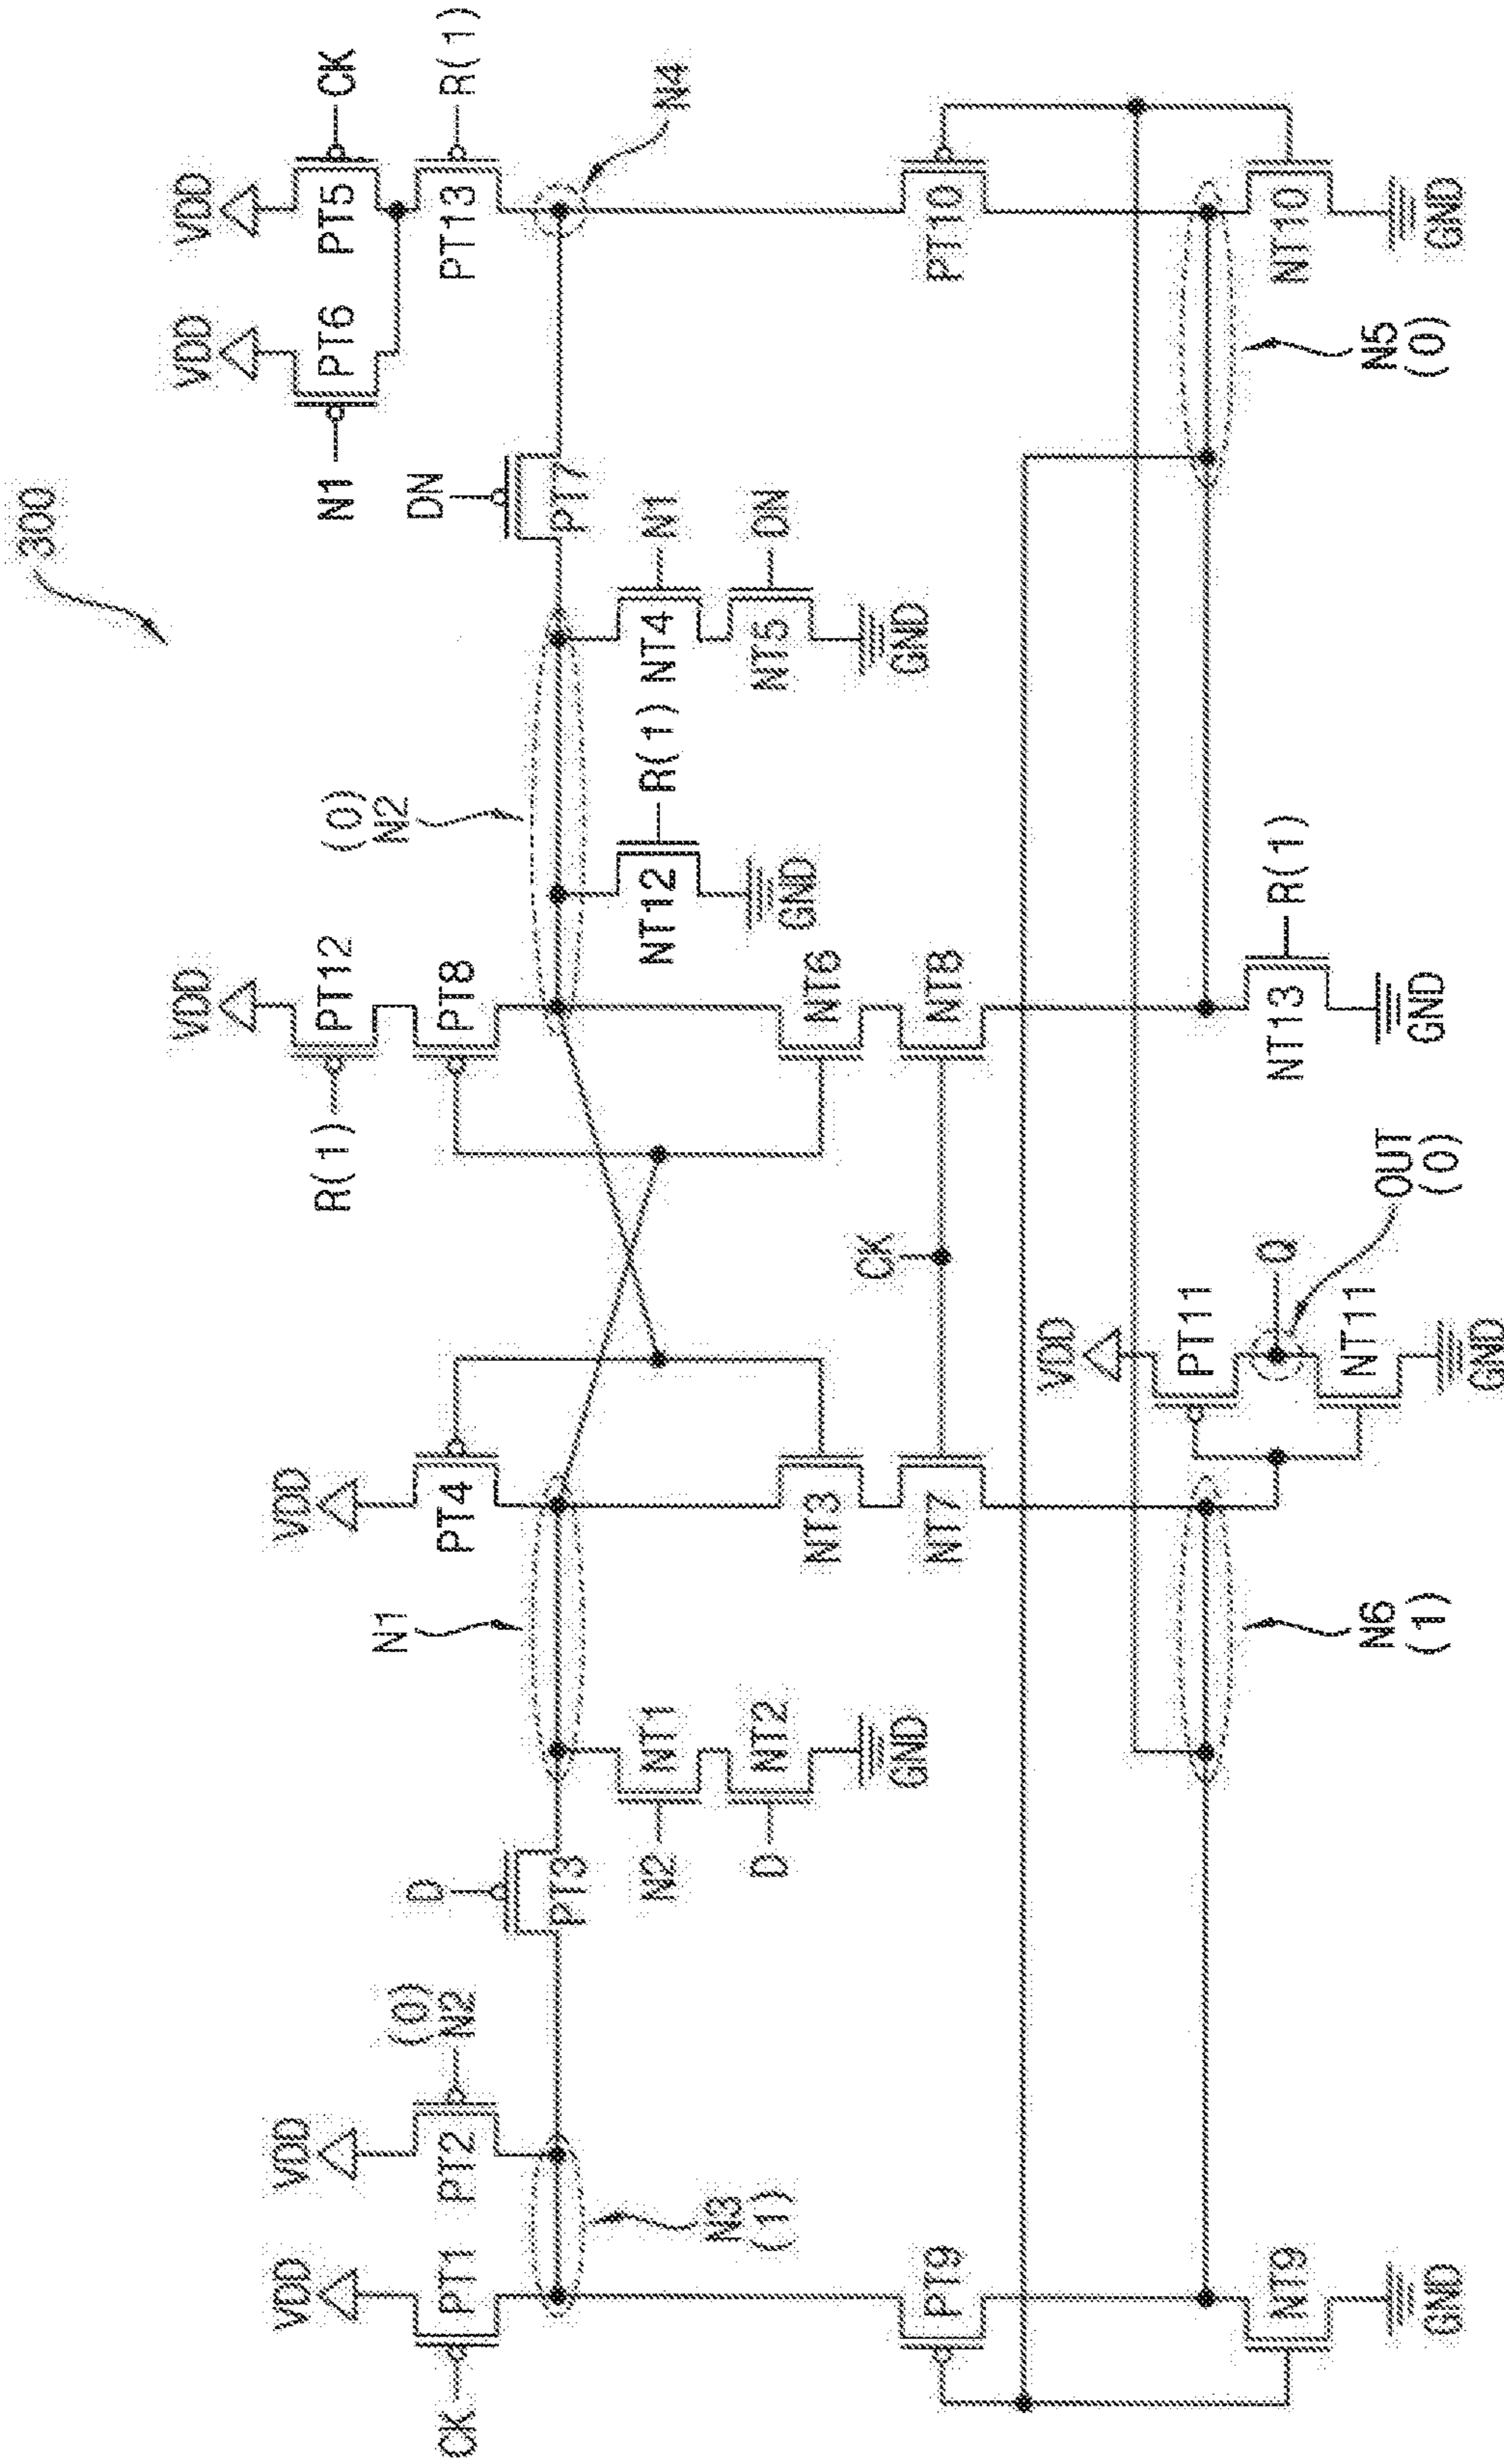 300
VDD
VDD
VDD
VDD
VDD
VDD
R(1)
PT12
N1
PT6
PT5
CK
(0)
N2
N1
(0)
N2
D
DN
CK
PT1
PT2
PT4
PT8
PT13
R(1)
PT3
PT7
N2
NT1
NT12
R(1)
NT4
N1
N4
N3
(1)
D
NT2
NT5
DN
GND
NT3
NT6
CK
GND
GND
PT9
NT7
NT8
PT10
VDD
PT11
NT9
Q
NT13
R(1)
NT10
NT11
N6
(1)
OUT
(0)
N5
(0)
GND
GND
GND
GND